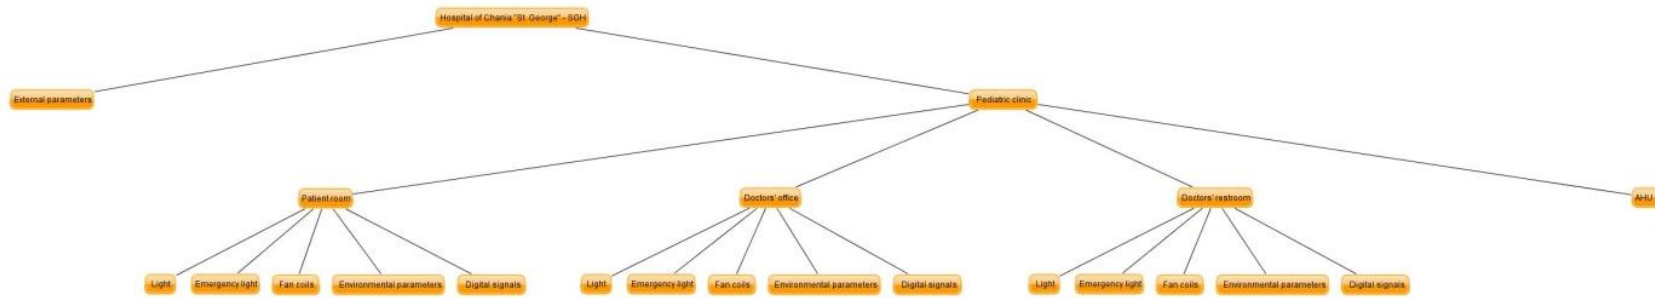 Hospital of Chania "St. George" - SGH
External parameters
Pediatric clinic
Patient room
Doctors' office
Doctors' restroom
AHU
Light
Emergency light
Fan coils
Environmental parameters
Digital signals
Light
Emergency light
Fan coils
Environmental parameters
Digital signals
Light
Emergency light
Fan coils
Environmental parameters
Digital signals